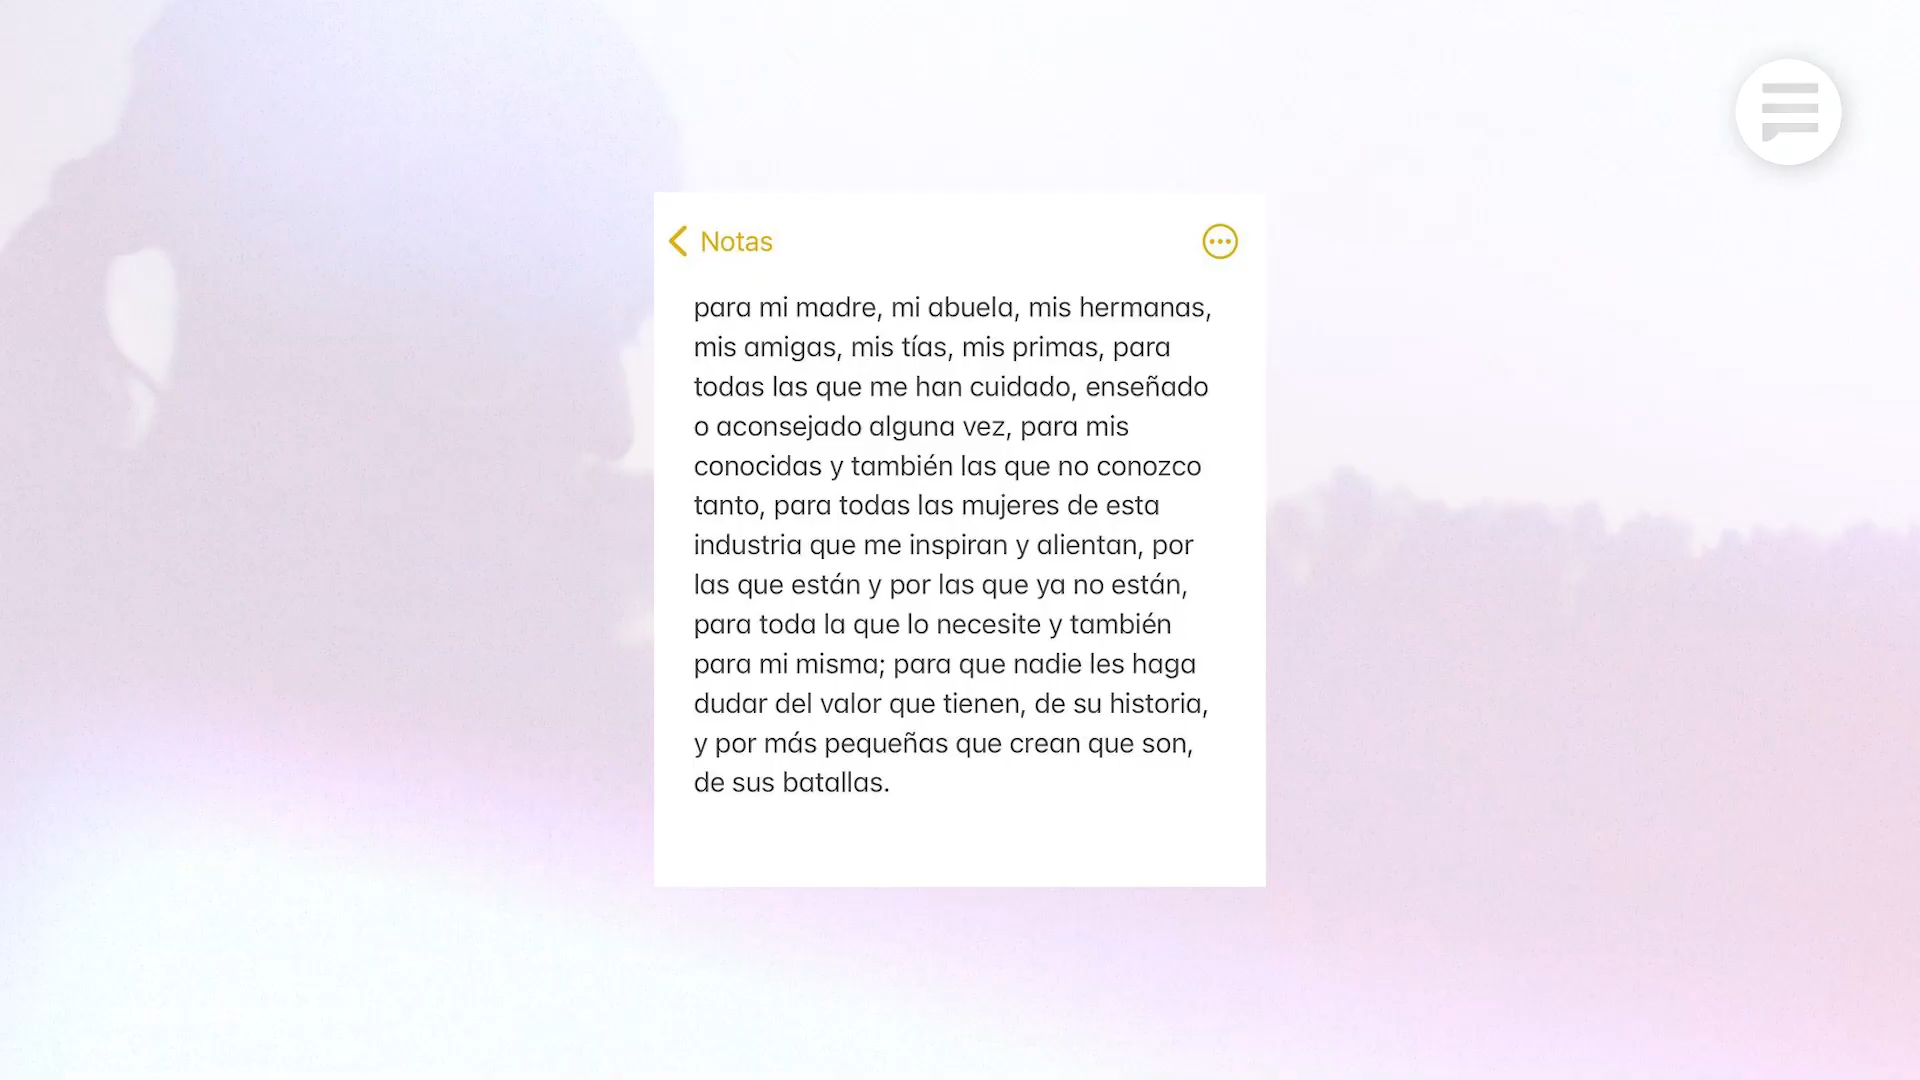 Notas
para mi madre, mi abuela, mis hermanas,
mis amigas, mis tías, mis primas, para
todas las que me han cuidado, enseñado
o aconsejado alguna vez, para mis
conocidas y también las que no conozco
tanto, para todas las mujeres de esta
industria que me inspiran y alientan, por
las que están y por las que ya no están,
para toda la que lo necesite y también
para mi misma; para que nadie les haga
dudar del valor que tienen, de su historia,
y por más pequeñas que crean que son,
de sus batallas.